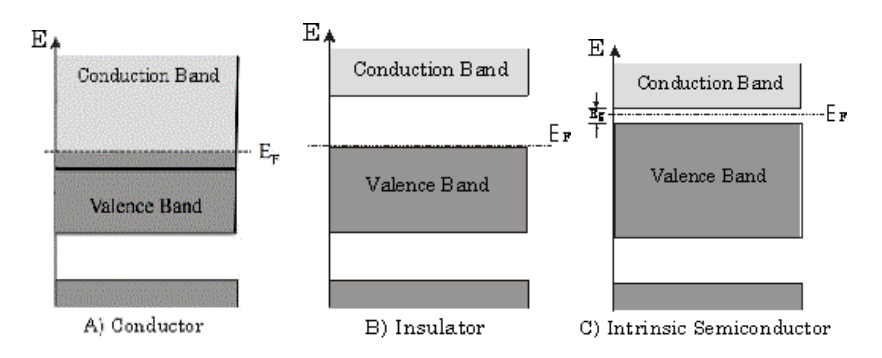 E
Conduction Band
E_F
Valence Band
A) Conductor
E
Conduction Band
E_F
Valence Band
B) Insulator
E
Conduction Band
E_g
E_F
Valence Band
C) Intrinsic Semiconductor